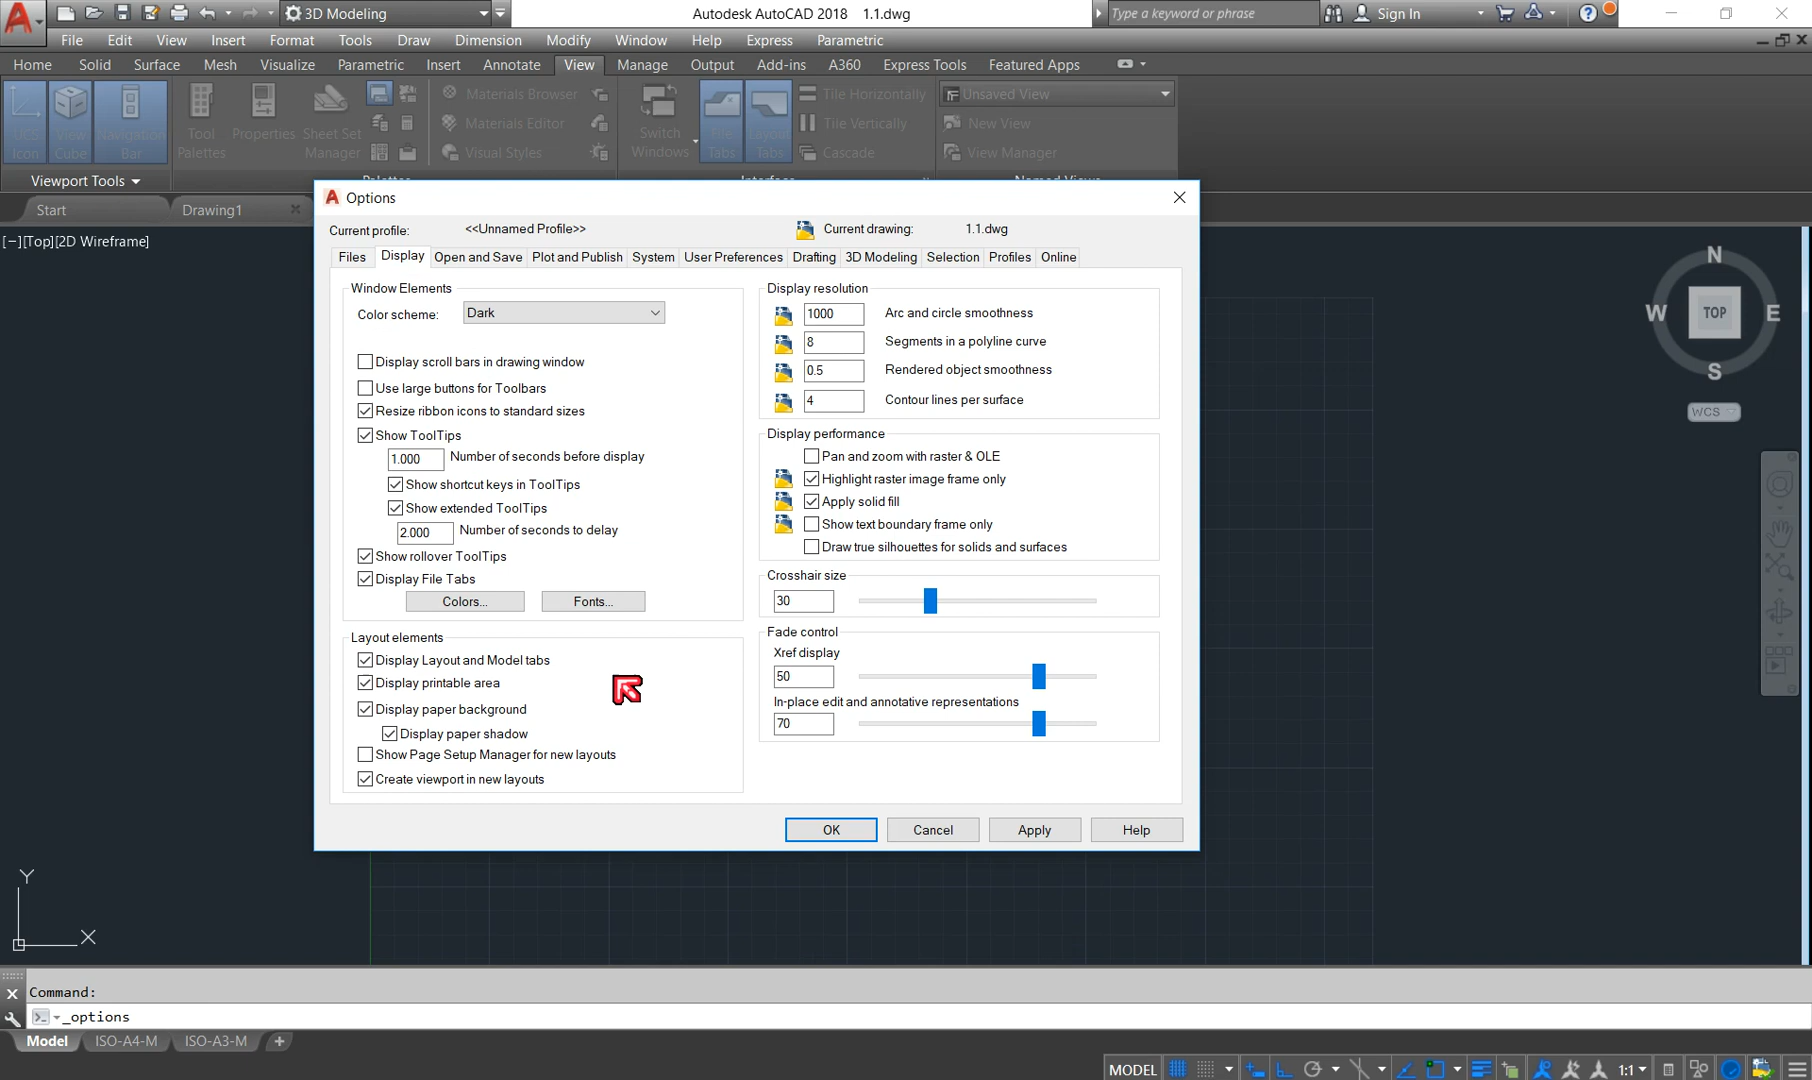 3D Modeling
Autodesk AutoCAD 2018 1.1.dwg
Type a keyword or phrase
Sign In
File Edit View Insert Format Tools Draw Dimension Modify Window Help Express Parametric
Home Solid Surface Mesh Visualize Parametric Insert Annotate View Manage Output Add-ins A360 Express Tools Featured Apps
UCS Icon
View Cube
Navigation Bar
Tool Palettes
Properties
Sheet Set Manager
Materials Browser
Materials Editor
Visual Styles
Switch Windows
File Tabs
Layout Tabs
Tile Horizontally
Tile Vertically
Cascade
Unsaved View
New View
View Manager
Viewport Tools
Palettes
Interface
Named Views
Start
Drawing1
[−][Top][2D Wireframe]
Options
Current profile: <<Unnamed Profile>>
Current drawing: 1.1.dwg
Files Display Open and Save Plot and Publish System User Preferences Drafting 3D Modeling Selection Profiles Online
Window Elements
Color scheme: Dark
Display scroll bars in drawing window
Use large buttons for Toolbars
Resize ribbon icons to standard sizes
Show ToolTips
1.000 Number of seconds before display
Show shortcut keys in ToolTips
Show extended ToolTips
2.000 Number of seconds to delay
Show rollover ToolTips
Display File Tabs
Colors... Fonts...
Layout elements
Display Layout and Model tabs
Display printable area
Display paper background
Display paper shadow
Show Page Setup Manager for new layouts
Create viewport in new layouts
Display resolution
1000 Arc and circle smoothness
8 Segments in a polyline curve
0.5 Rendered object smoothness
4 Contour lines per surface
Display performance
Pan and zoom with raster & OLE
Highlight raster image frame only
Apply solid fill
Show text boundary frame only
Draw true silhouettes for solids and surfaces
Crosshair size
30
Fade control
Xref display
50
In-place edit and annotative representations
70
OK Cancel Apply Help
N
W TOP E
S
WCS
Y
X
Command:
_options
Model ISO-A4-M ISO-A3-M +
MODEL
1:1